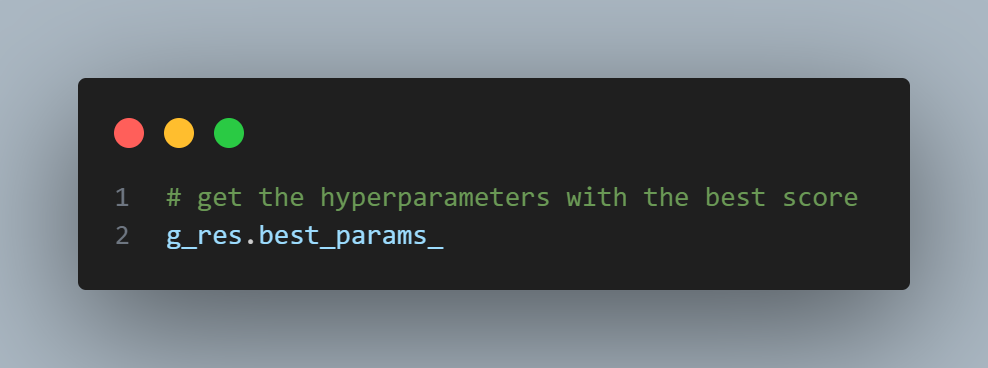 1 # get the hyperparameters with the best score
2 g_res.best_params_